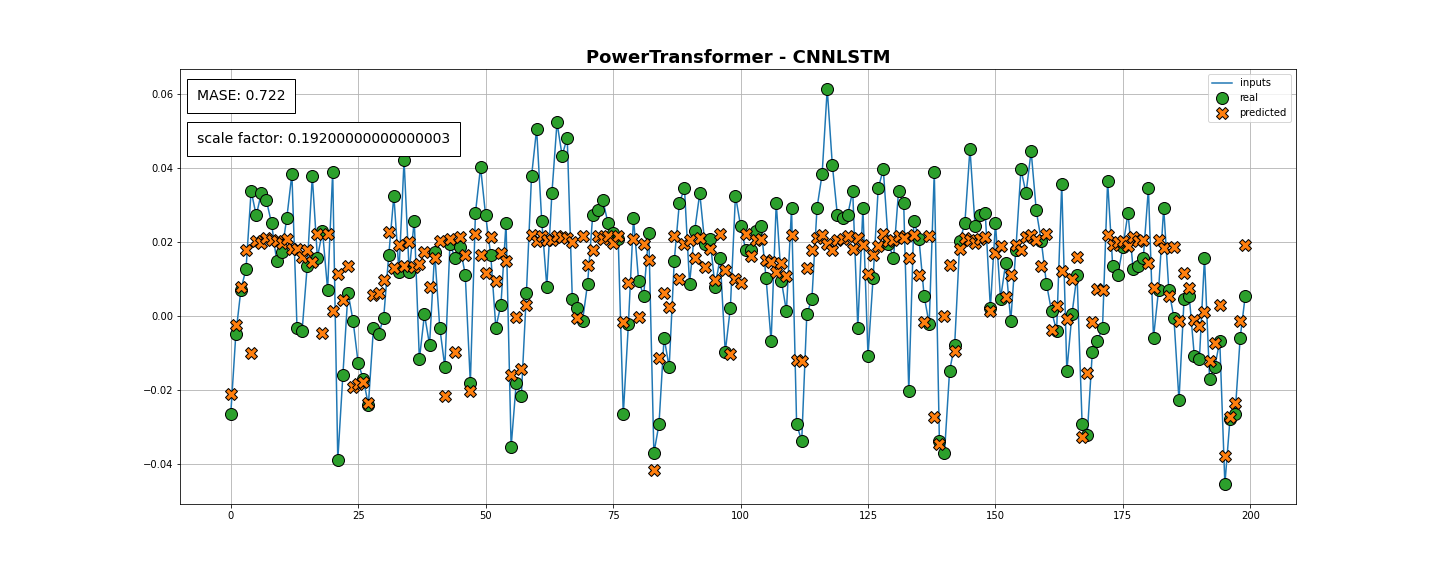 PowerTransformer - CNNLSTM
MASE: 0.722
scale factor: 0.19200000000000003
inputs
real
predicted
0.06
0.04
0.02
0.00
−0.02
−0.04
0 25 50 75 100 125 150 175 200